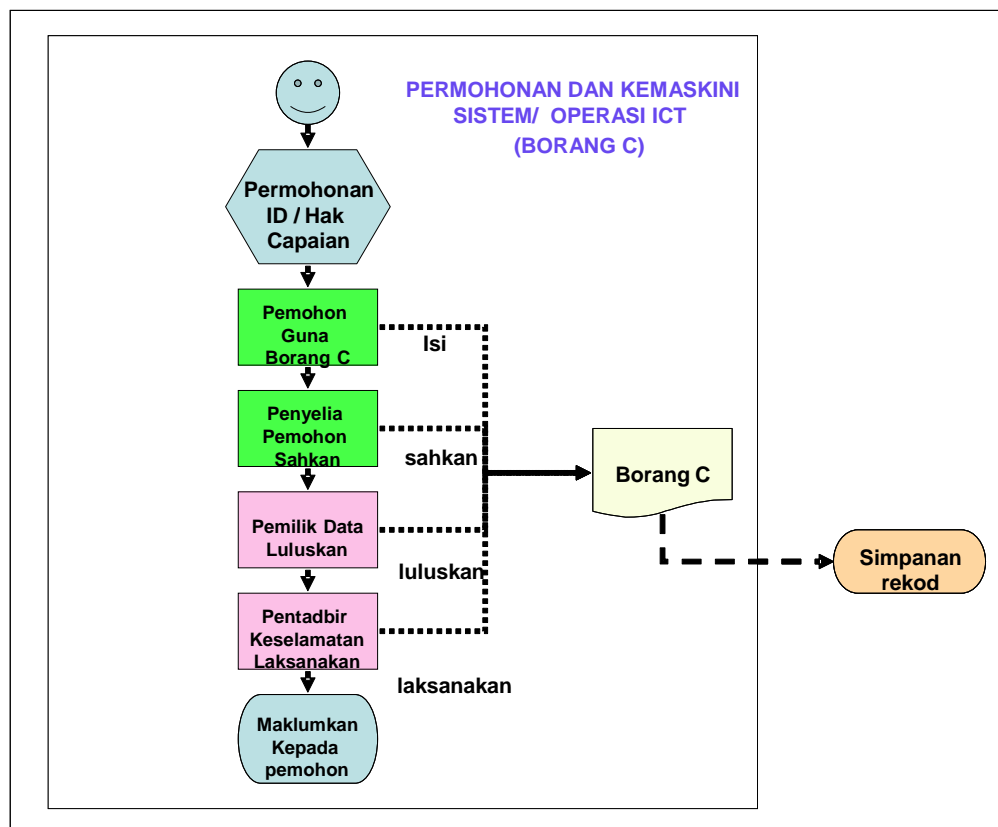 PERMOHONAN DAN KEMASKINI
SISTEM/ OPERASI ICT
(BORANG C)
Permohonan
ID / Hak
Capaian
Pemohon
Guna
Borang C
Isi
Penyelia
Pemohon
Sahkan
sahkan
Pemilik Data
Luluskan
luluskan
Pentadbir
Keselamatan
Laksanakan
laksanakan
Maklumkan
Kepada
pemohon
Borang C
Simpanan
rekod